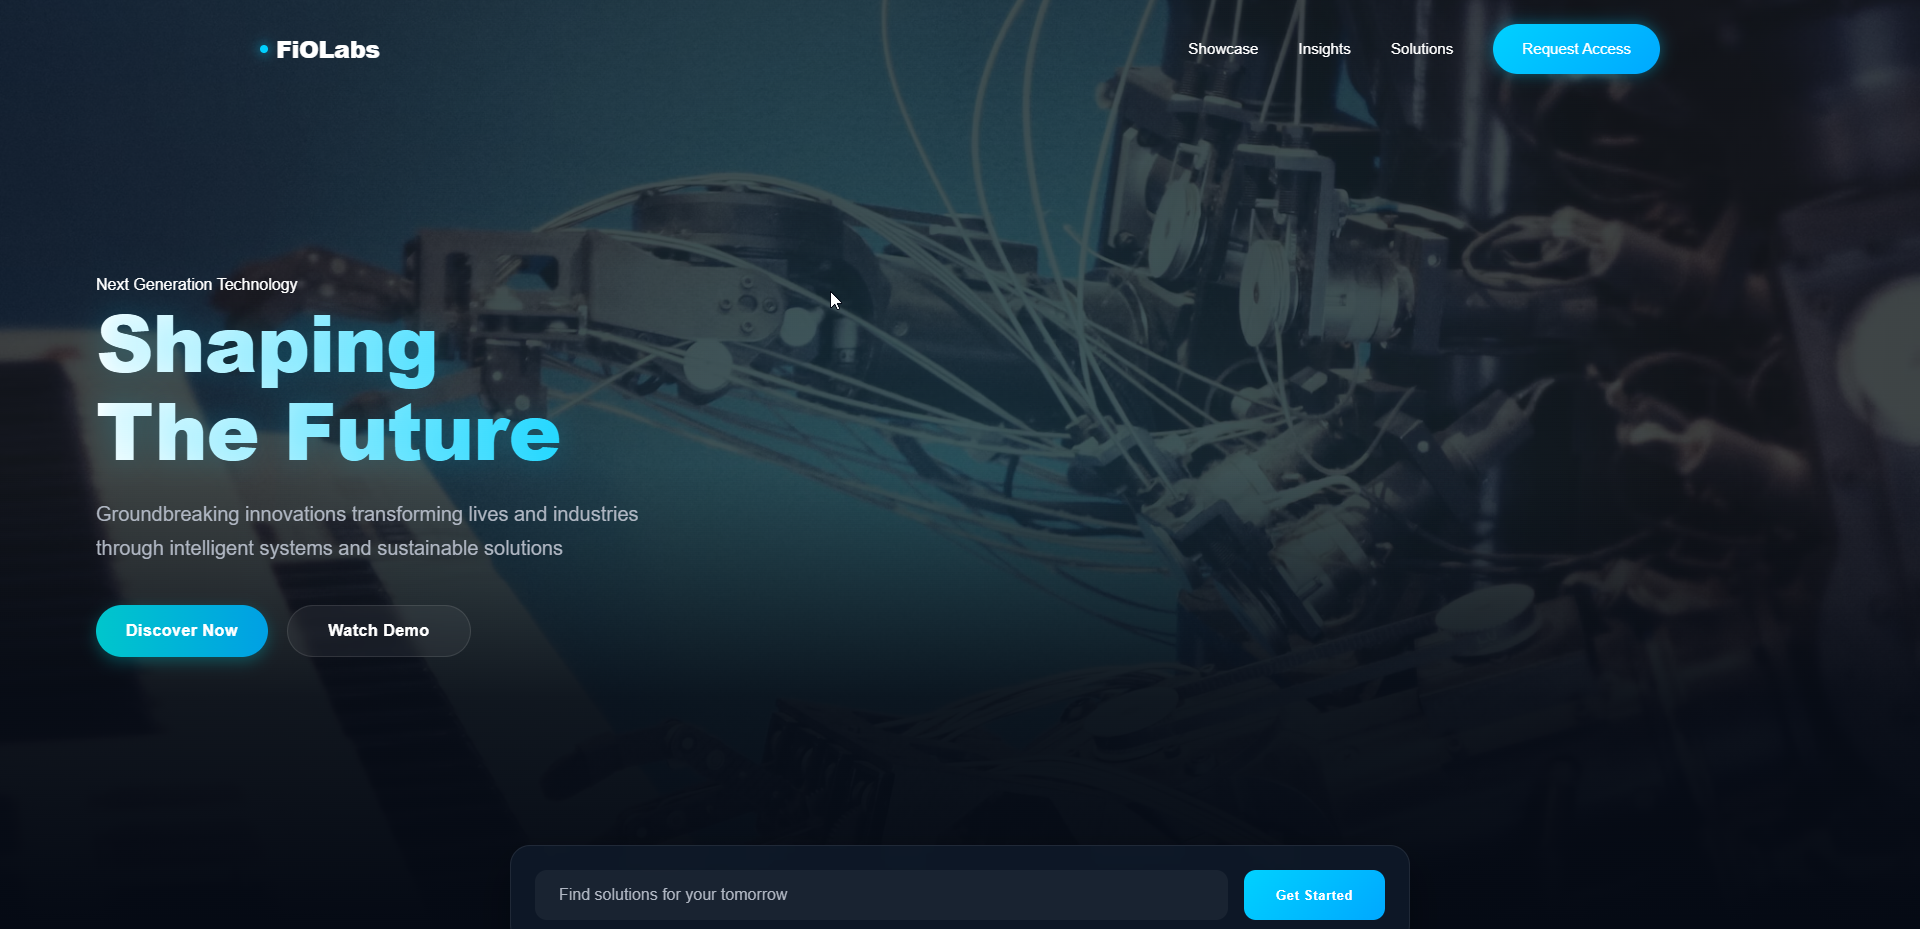 FiOLabs
Showcase
Insights
Solutions
Request Access
Next Generation Technology
Shaping
The Future
Groundbreaking innovations transforming lives and industries
through intelligent systems and sustainable solutions
Discover Now
Watch Demo
Find solutions for your tomorrow
Get Started